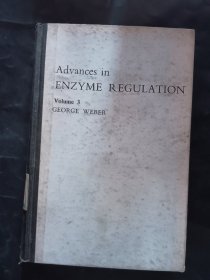 Advances in
ENZYME REGULATION
Volume 3
GEORGE WEBER